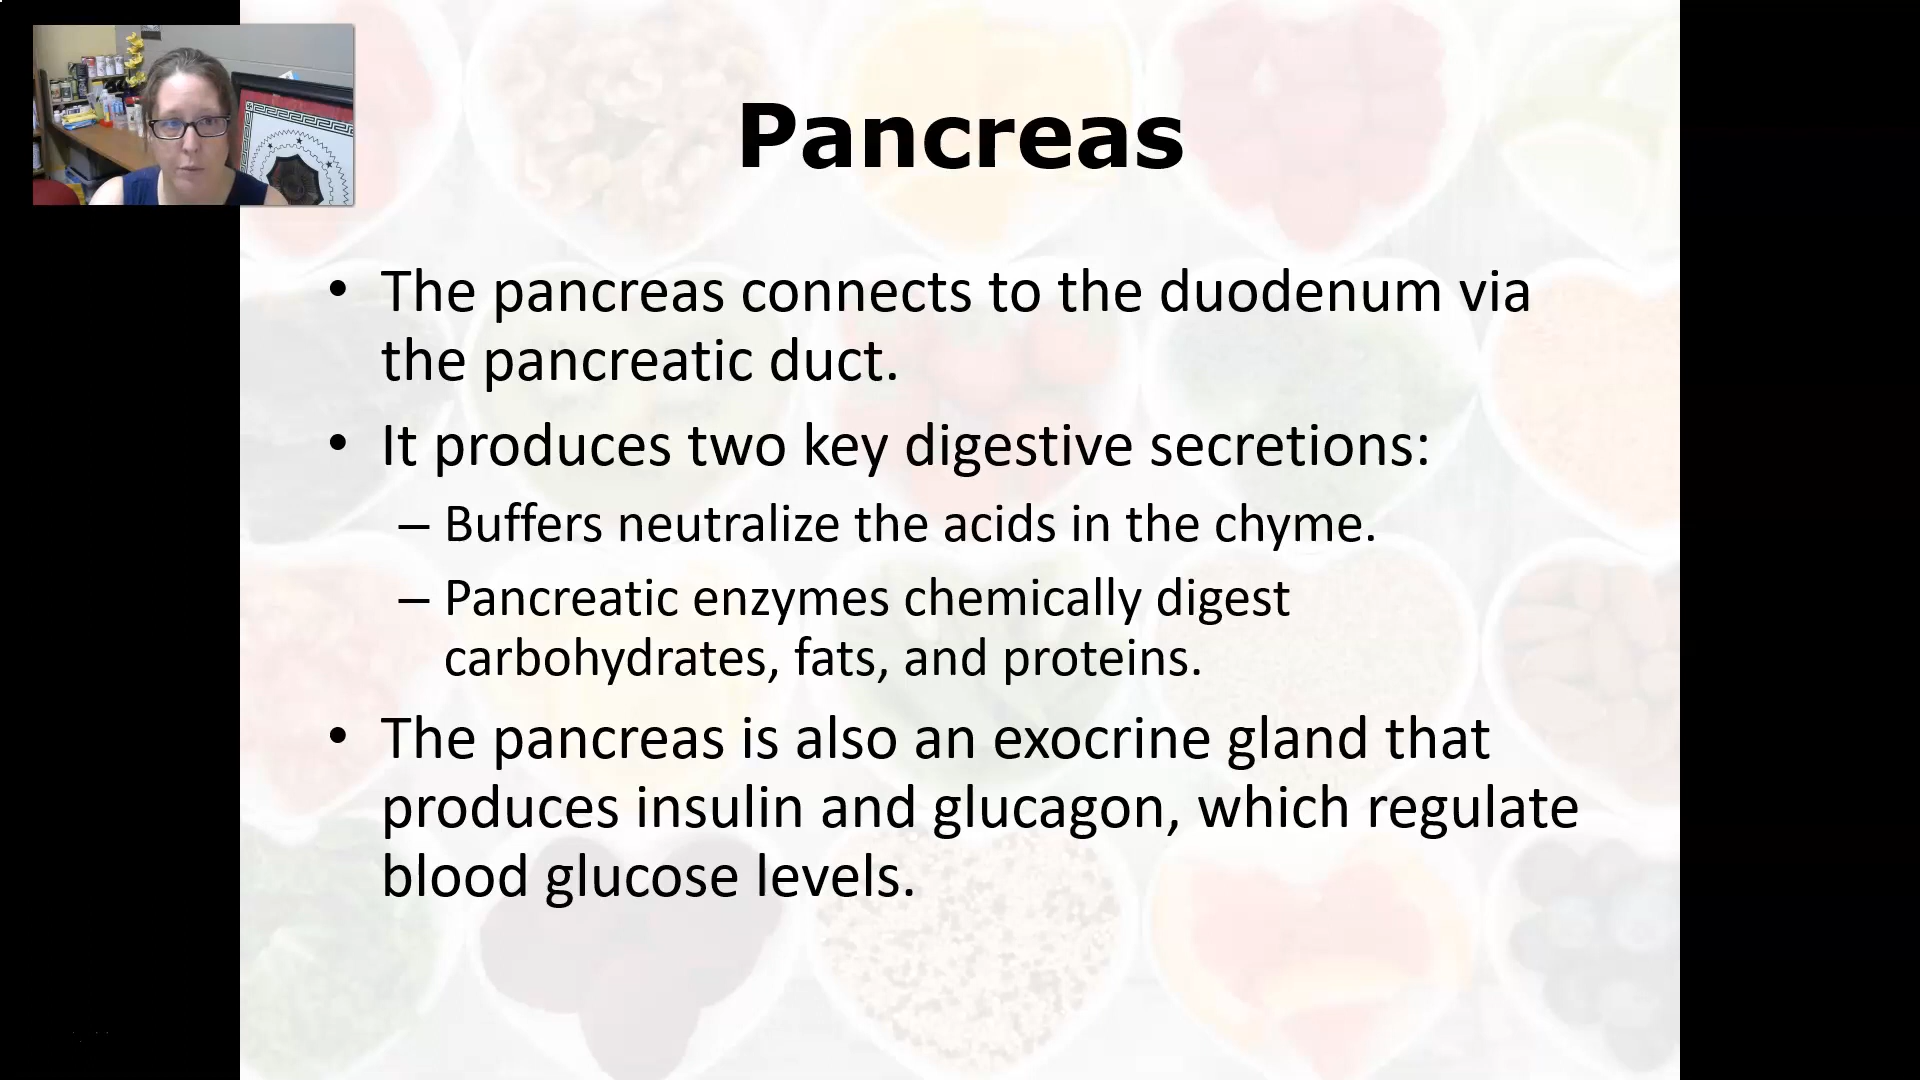 Pancreas
• The pancreas connects to the duodenum via
the pancreatic duct.
• It produces two key digestive secretions:
– Buffers neutralize the acids in the chyme.
– Pancreatic enzymes chemically digest
carbohydrates, fats, and proteins.
• The pancreas is also an exocrine gland that
produces insulin and glucagon, which regulate
blood glucose levels.